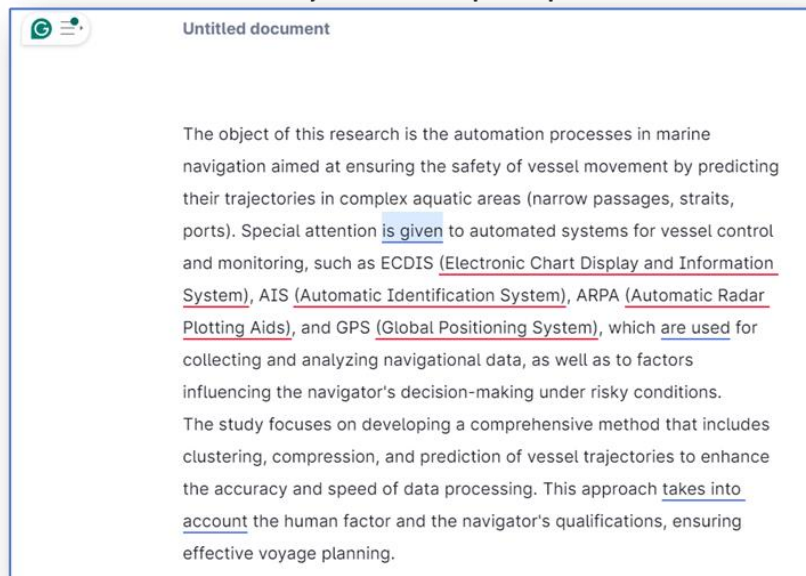 Untitled document
The object of this research is the automation processes in marine
navigation aimed at ensuring the safety of vessel movement by predicting
their trajectories in complex aquatic areas (narrow passages, straits,
ports). Special attention is given to automated systems for vessel control
and monitoring, such as ECDIS (Electronic Chart Display and Information
System), AIS (Automatic Identification System), ARPA (Automatic Radar
Plotting Aids), and GPS (Global Positioning System), which are used for
collecting and analyzing navigational data, as well as to factors
influencing the navigator's decision-making under risky conditions.
The study focuses on developing a comprehensive method that includes
clustering, compression, and prediction of vessel trajectories to enhance
the accuracy and speed of data processing. This approach takes into
account the human factor and the navigator's qualifications, ensuring
effective voyage planning.